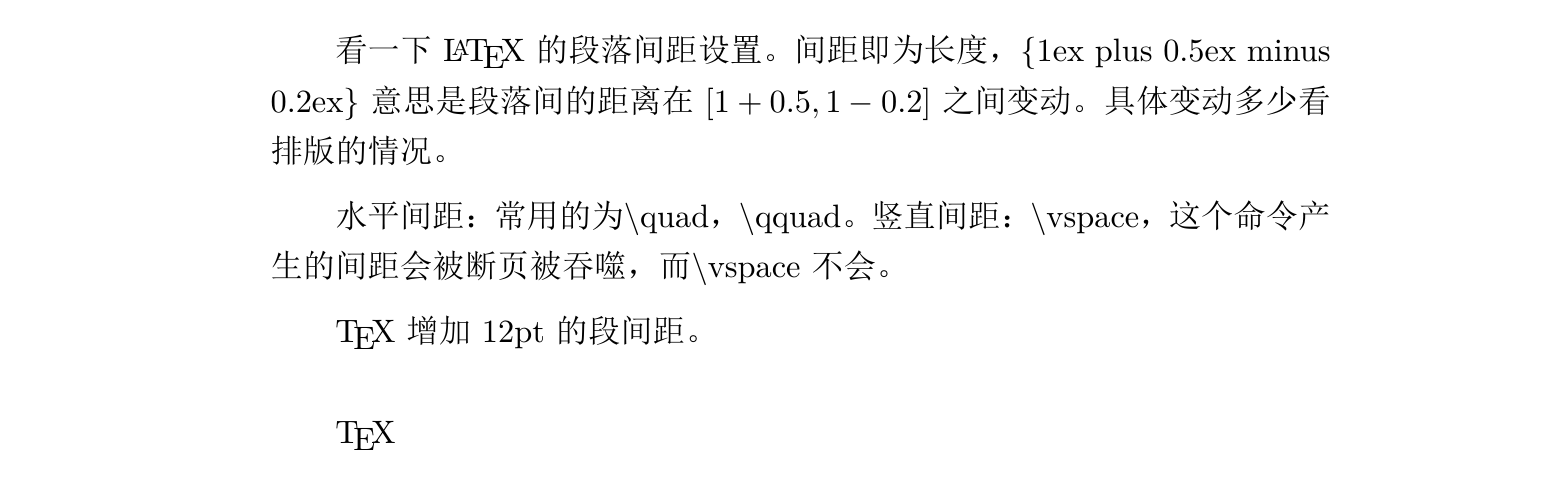 看一下 LATEX 的段落间距设置。间距即为长度，{1ex plus 0.5ex minus
0.2ex} 意思是段落间的距离在 [1 + 0.5, 1 − 0.2] 之间变动。具体变动多少看
排版的情况。
水平间距：常用的为\quad，\qquad。竖直间距：\vspace，这个命令产
生的间距会被断页被吞噬，而\vspace 不会。
TEX 增加 12pt 的段间距。
TEX